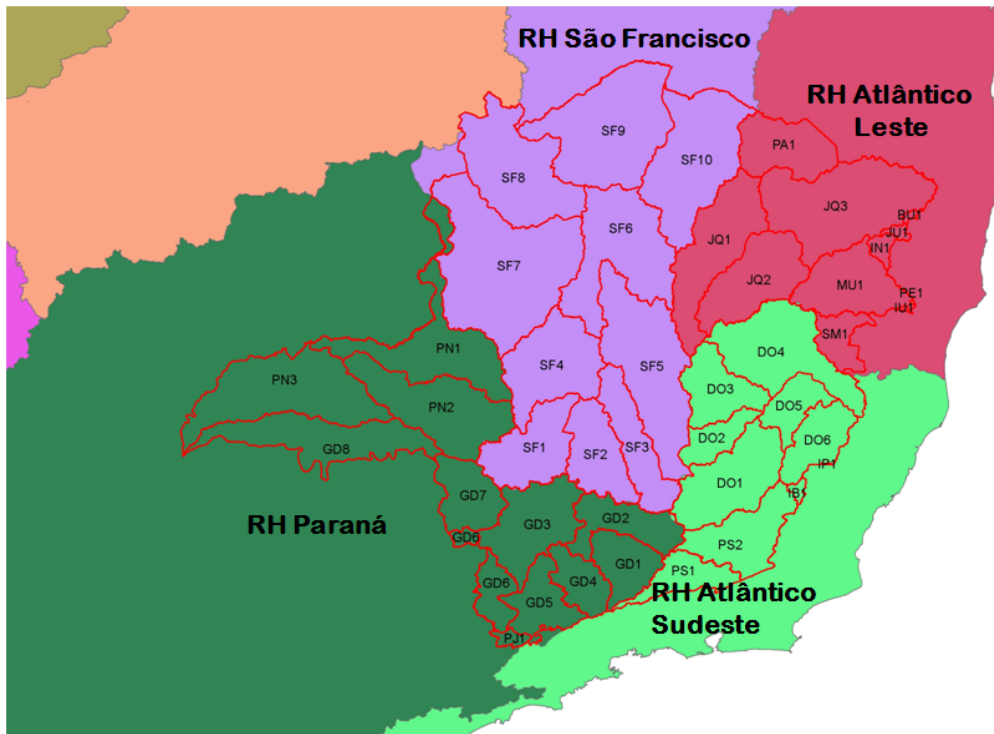 RH São Francisco
RH Atlântico
Leste
SF9
PA1
SF10
SF8
JQ3
BU1
JU1
SF6
JQ1
IN1
SF7
JQ2
MU1
PE1
IU1
SM1
PN1
DO4
SF4
SF5
PN3
DO3
PN2
DO5
DO2
DO6
SF1
SF3
GD8
SF2
IP1
DO1
IB1
GD7
RH Paraná
GD3
GD2
GD6
PS2
GD1
PS1
GD6
GD4
RH Atlântico
Sudeste
GD5
PJ1